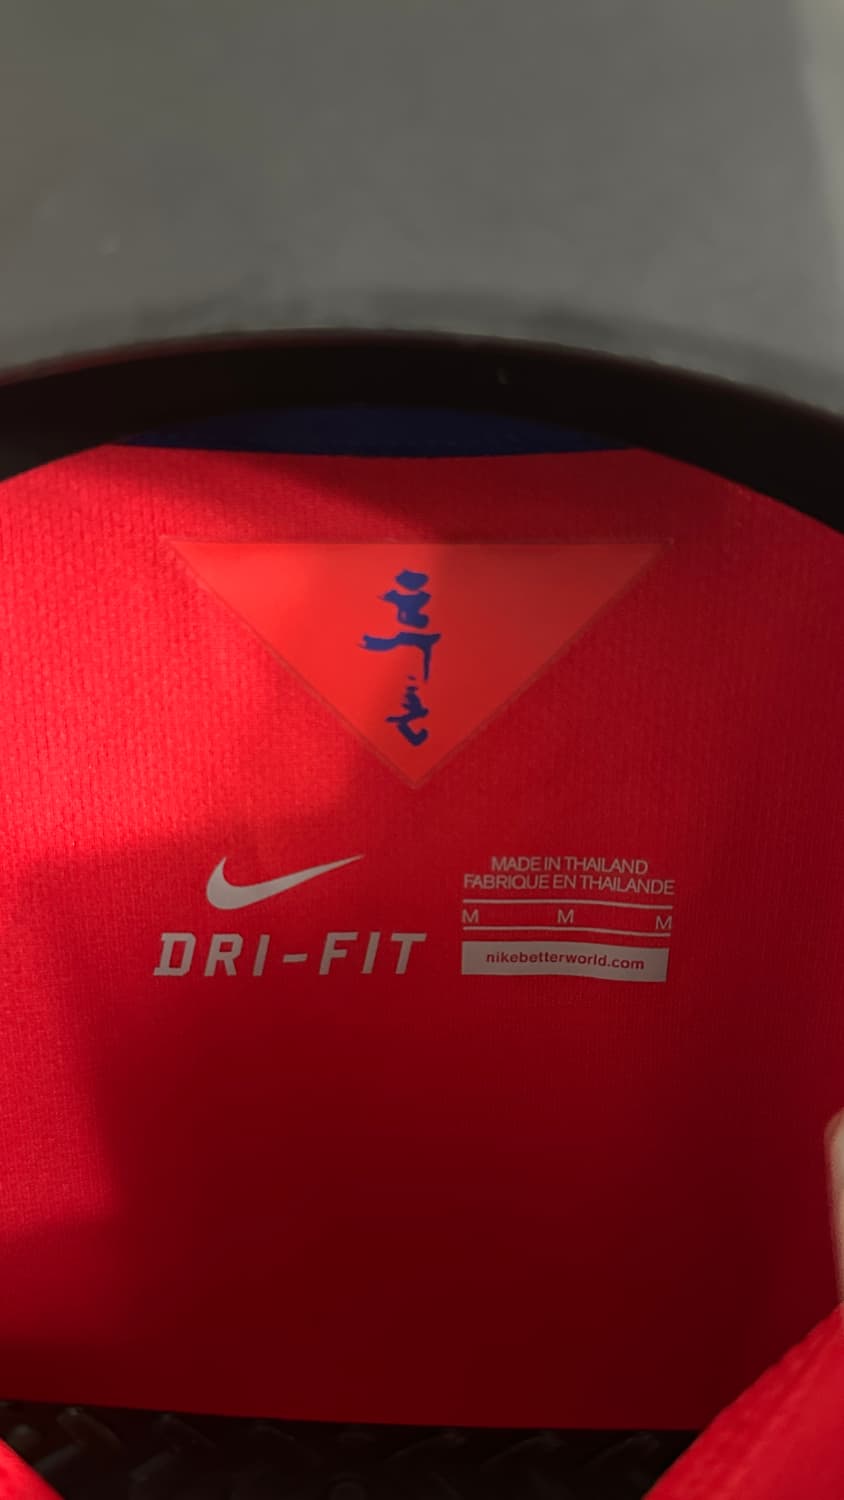 MADE IN THAILAND
FABRIQUE EN THAILANDE
M M M
DRI-FIT
nikebetterworld.com